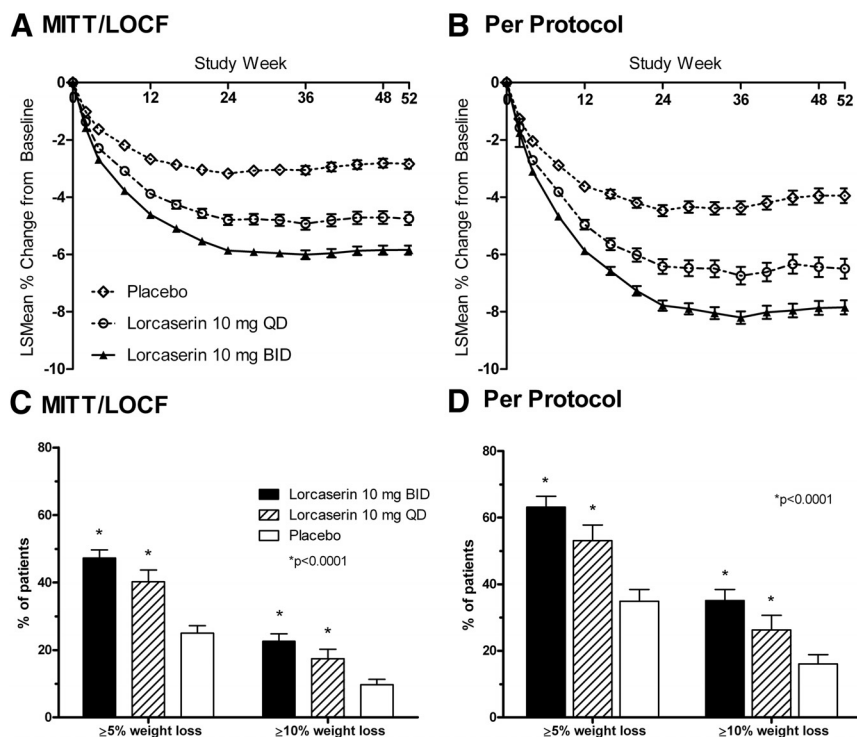 A MITT/LOCF
Study Week
0
0 12 24 36 48 52
-2
-4
-6
-8
-10
LSMean % Change from Baseline
Placebo
Lorcaserin 10 mg QD
Lorcaserin 10 mg BID
B Per Protocol
Study Week
0
0 12 24 36 48 52
-2
-4
-6
-8
-10
LSMean % Change from Baseline
C MITT/LOCF
80
60
40
20
0
% of patients
Lorcaserin 10 mg BID
Lorcaserin 10 mg QD
Placebo
*p<0.0001
* *
* *
≥5% weight loss ≥10% weight loss
D Per Protocol
80
60
40
20
0
% of patients
*p<0.0001
* *
* *
≥5% weight loss ≥10% weight loss